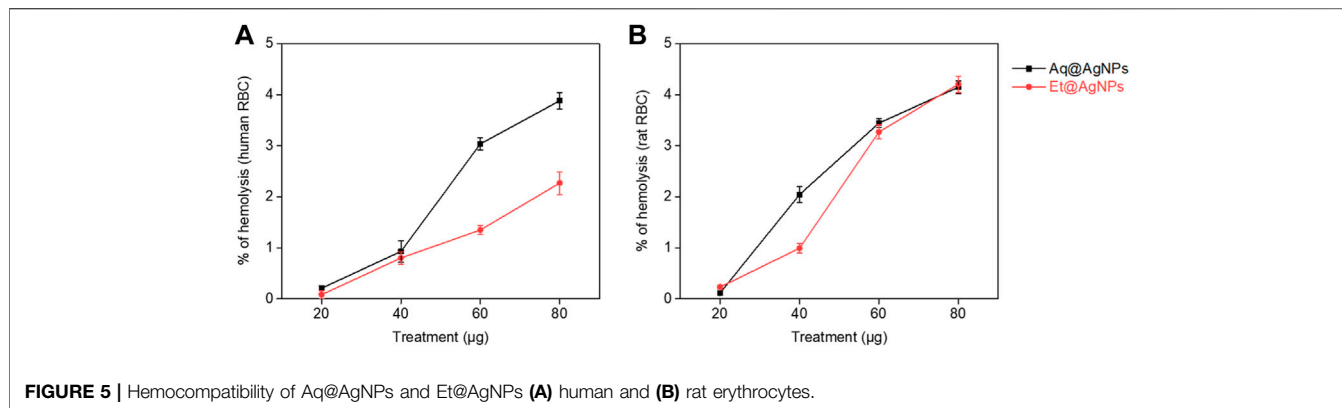 A
B
5
4
3
2
1
0
% of hemolysis (human RBC)
20 40 60 80
Treatment (µg)
5
4
3
2
1
0
% of hemolysis (rat RBC)
20 40 60 80
Treatment (µg)
Aq@AgNPs
Et@AgNPs
FIGURE 5 | Hemocompatibility of Aq@AgNPs and Et@AgNPs (A) human and (B) rat erythrocytes.